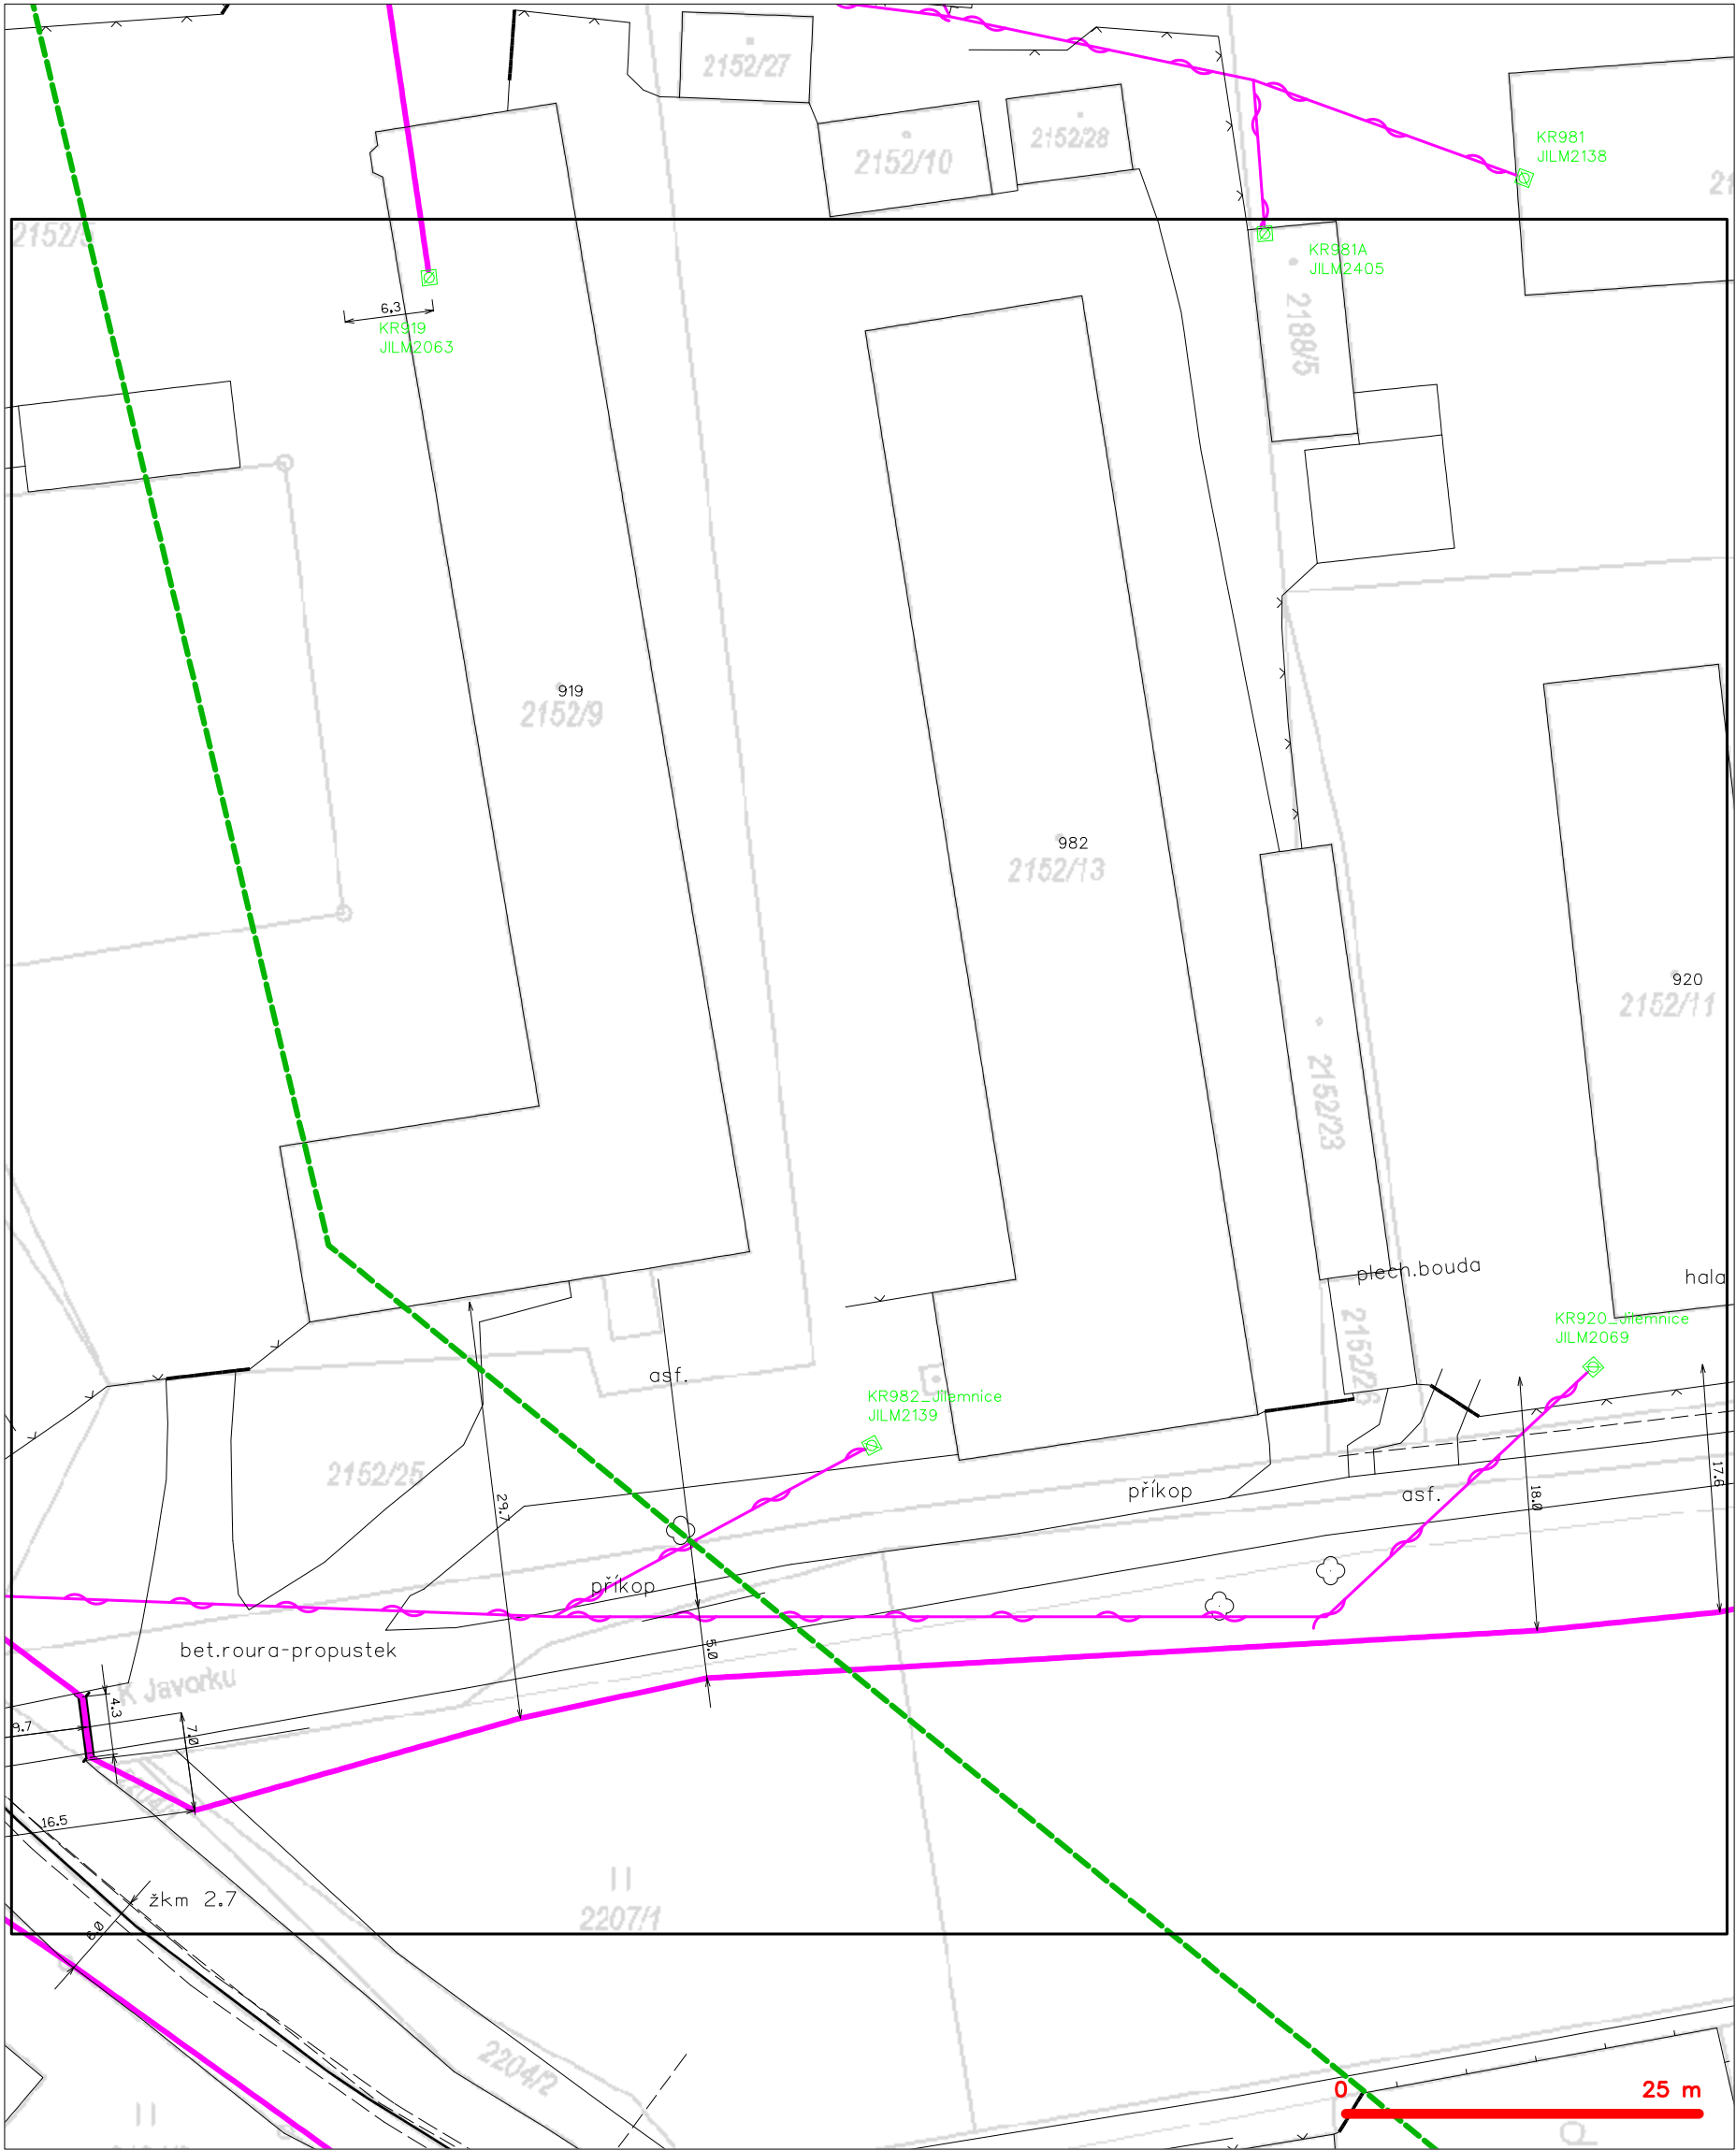 2152/27
2152/10
2152/28
KR981
JILM2138
KR981A
JILM2405
2188/5
6.3
KR919
JILM2063
919
2152/9
982
2152/13
920
2152/11
2152/23
plech.bouda
hala
KR920_Jilemnice
JILM2069
asf.
KR982_Jilemnice
JILM2139
2152/25
29.7
příkop
asf.
18.0
17.6
příkop
bet.roura-propustek
5.0
K Javorku
4.3
9.7
7.0
16.5
žkm 2.7
6.0
2207/1
2204/2
0
25 m